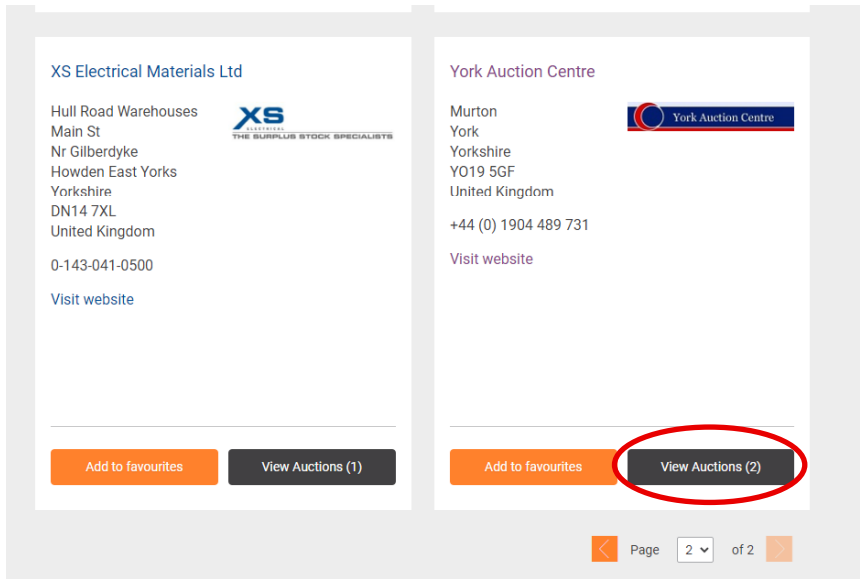 XS Electrical Materials Ltd
Hull Road Warehouses
Main St
Nr Gilberdyke
Howden East Yorks
Yorkshire
DN14 7XL
United Kingdom
0-143-041-0500
Visit website
XS
ELECTRICAL
THE SURPLUS STOCK SPECIALISTS
Add to favourites
View Auctions (1)
York Auction Centre
Murton
York
Yorkshire
YO19 5GF
United Kingdom
+44 (0) 1904 489 731
Visit website
York Auction Centre
Add to favourites
View Auctions (2)
Page 2 of 2